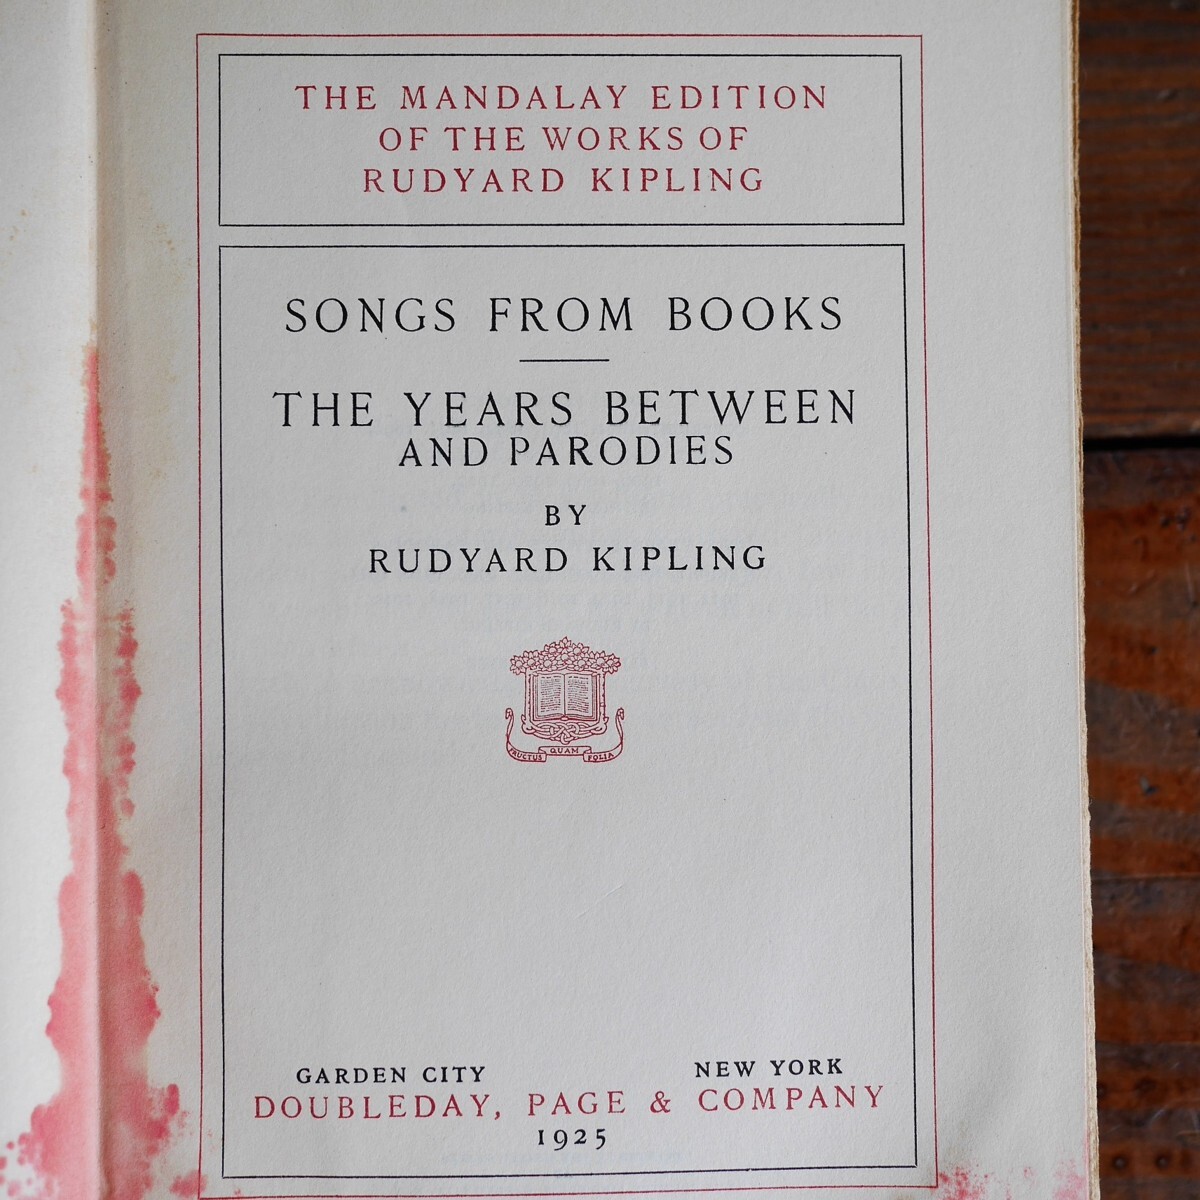 THE MANDALAY EDITION
OF THE WORKS OF
RUDYARD KIPLING
SONGS FROM BOOKS
THE YEARS BETWEEN
AND PARODIES
BY
RUDYARD KIPLING
FRUCTUS QUAM FOLIA
GARDEN CITY NEW YORK
DOUBLEDAY, PAGE & COMPANY
1925